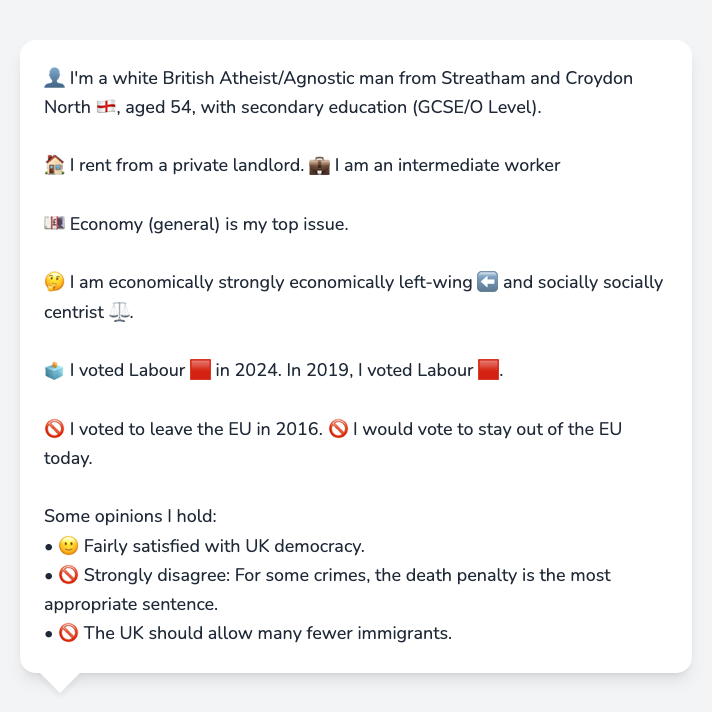 👤 I'm a white British Atheist/Agnostic man from Streatham and Croydon
North 🏴󠁧󠁢󠁥󠁮󠁧󠁿, aged 54, with secondary education (GCSE/O Level).
🏠 I rent from a private landlord. 💼 I am an intermediate worker
💷 Economy (general) is my top issue.
🤔 I am economically strongly economically left-wing ⬅️ and socially socially
centrist ⚖️.
🗳️ I voted Labour 🟥 in 2024. In 2019, I voted Labour 🟥.
🚫 I voted to leave the EU in 2016. 🚫 I would vote to stay out of the EU
today.
Some opinions I hold:
• 🙂 Fairly satisfied with UK democracy.
• 🚫 Strongly disagree: For some crimes, the death penalty is the most
appropriate sentence.
• 🚫 The UK should allow many fewer immigrants.